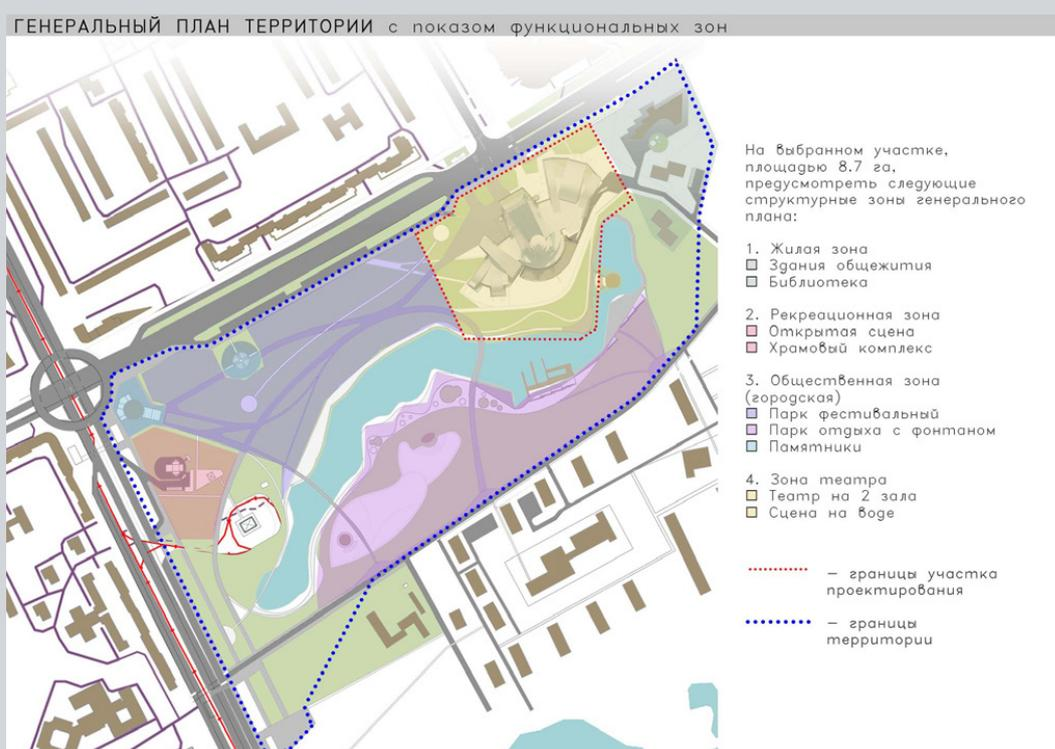 ГЕНЕРАЛЬНЫЙ ПЛАН ТЕРРИТОРИИ с показом функциональных зон
На выбранном участке,
площадью 8.7 га,
предусмотреть следующие
структурные зоны генерального
плана:
1. Жилая зона
Здания общежития
Библиотека
2. Рекреационная зона
Открытая сцена
Храмовый комплекс
3. Общественная зона
(городская)
Парк фестивальный
Парк отдыха с фонтаном
Памятники
4. Зона театра
Театр на 2 зала
Сцена на воде
– границы участка
проектирования
– границы
территории